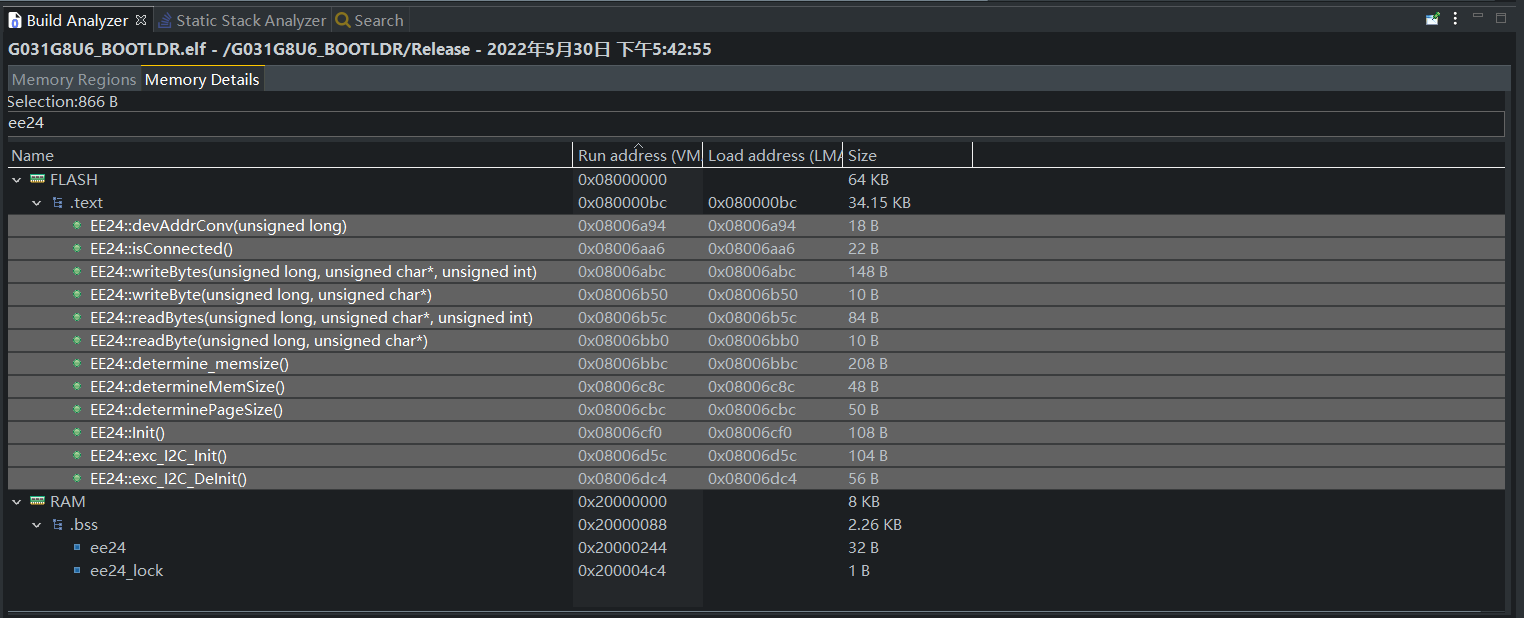 Build Analyzer Static Stack Analyzer Search
G031G8U6_BOOTLDR.elf - /G031G8U6_BOOTLDR/Release - 2022年5月30日 下午5:42:55
Memory Regions Memory Details
Selection:866 B
ee24
Name Run address (VM Load address (LMA Size
FLASH 0x08000000 64 KB
.text 0x080000bc 0x080000bc 34.15 KB
EE24::devAddrConv(unsigned long) 0x08006a94 0x08006a94 18 B
EE24::isConnected() 0x08006aa6 0x08006aa6 22 B
EE24::writeBytes(unsigned long, unsigned char*, unsigned int) 0x08006abc 0x08006abc 148 B
EE24::writeByte(unsigned long, unsigned char*) 0x08006b50 0x08006b50 10 B
EE24::readBytes(unsigned long, unsigned char*, unsigned int) 0x08006b5c 0x08006b5c 84 B
EE24::readByte(unsigned long, unsigned char*) 0x08006bb0 0x08006bb0 10 B
EE24::determine_memsize() 0x08006bbc 0x08006bbc 208 B
EE24::determineMemSize() 0x08006c8c 0x08006c8c 48 B
EE24::determinePageSize() 0x08006cbc 0x08006cbc 50 B
EE24::Init() 0x08006cf0 0x08006cf0 108 B
EE24::exc_I2C_Init() 0x08006d5c 0x08006d5c 104 B
EE24::exc_I2C_DeInit() 0x08006dc4 0x08006dc4 56 B
RAM 0x20000000 8 KB
.bss 0x20000088 2.26 KB
ee24 0x20000244 32 B
ee24_lock 0x200004c4 1 B